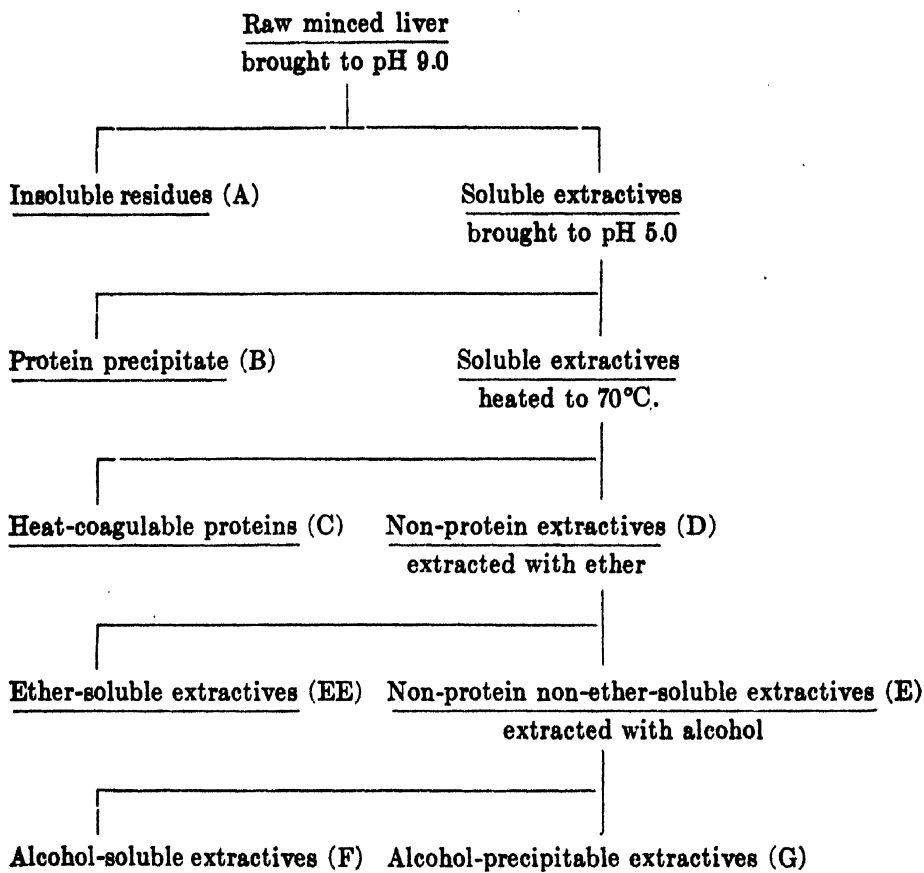 Raw minced liver
brought to pH 9.0
Insoluble residues (A)
Soluble extractives
brought to pH 5.0
Protein precipitate (B)
Soluble extractives
heated to 70°C.
Heat-coagulable proteins (C)
Non-protein extractives (D)
extracted with ether
Ether-soluble extractives (EE)
Non-protein non-ether-soluble extractives (E)
extracted with alcohol
Alcohol-soluble extractives (F)
Alcohol-precipitable extractives (G)